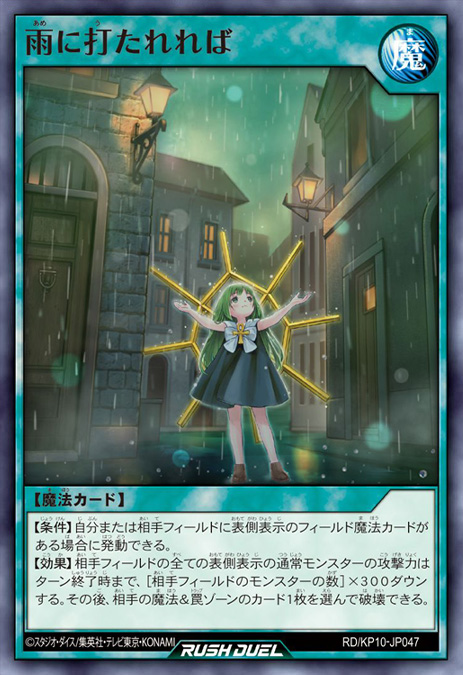 雨に打たれれば
魔
【魔法カード】
【条件】自分または相手フィールドに表側表示のフィールド魔法カードが
ある場合に発動できる。
【効果】相手フィールドの全ての表側表示の通常モンスターの攻撃力は
ターン終了時まで、[相手フィールドのモンスターの数]×300ダウン
する。その後、相手の魔法&罠ゾーンのカード1枚を選んで破壊できる。
©スタジオ・ダイス/集英社・テレビ東京・KONAMI
RUSH DUEL
RD/KP10-JP047